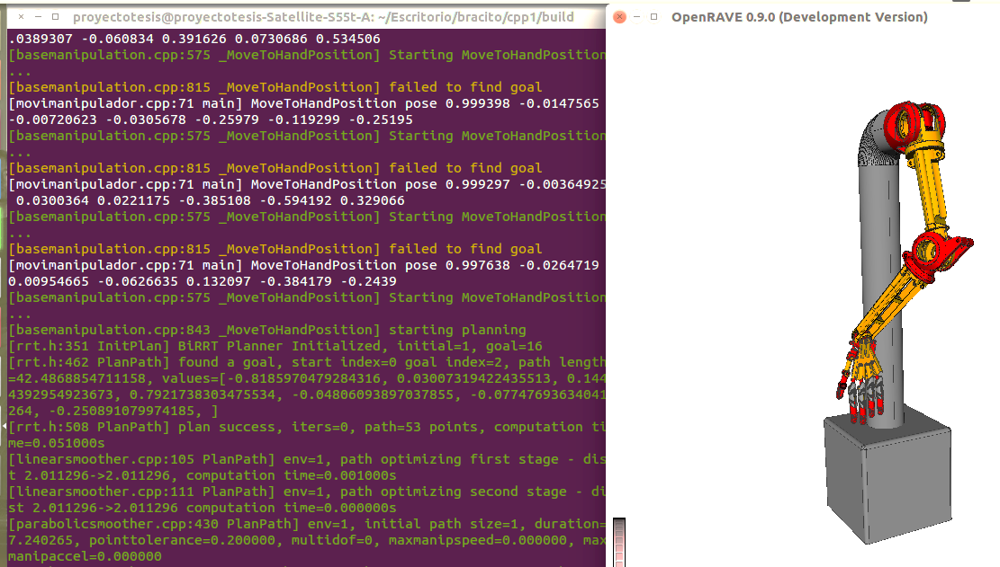 proyectotesis@proyectotesis-Satellite-S55t-A: ~/Escritorio/bracito/cpp1/build
OpenRAVE 0.9.0 (Development Version)
.0389307 -0.060834 0.391626 0.0730686 0.534506
[basemanipulation.cpp:575 _MoveToHandPosition] Starting MoveToHandPosition
...
[basemanipulation.cpp:815 _MoveToHandPosition] failed to find goal
[movimanipulador.cpp:71 main] MoveToHandPosition pose 0.999398 -0.0147565
-0.00720623 -0.0305678 -0.25979 -0.119299 -0.25195
[basemanipulation.cpp:575 _MoveToHandPosition] Starting MoveToHandPosition
...
[basemanipulation.cpp:815 _MoveToHandPosition] failed to find goal
[movimanipulador.cpp:71 main] MoveToHandPosition pose 0.999297 -0.00364925
 0.0300364 0.0221175 -0.385108 -0.594192 0.329066
[basemanipulation.cpp:575 _MoveToHandPosition] Starting MoveToHandPosition
...
[basemanipulation.cpp:815 _MoveToHandPosition] failed to find goal
[movimanipulador.cpp:71 main] MoveToHandPosition pose 0.997638 -0.0264719
0.00954665 -0.0626635 0.132097 -0.384179 -0.2439
[basemanipulation.cpp:575 _MoveToHandPosition] Starting MoveToHandPosition
...
[basemanipulation.cpp:843 _MoveToHandPosition] starting planning
[rrt.h:351 InitPlan] BiRRT Planner Initialized, initial=1, goal=16
[rrt.h:462 PlanPath] found a goal, start index=0 goal index=2, path length
=42.4868854711158, values=[-0.8185970479284316, 0.03007319422435513, 0.144
4392954923673, 0.7921738303475534, -0.04806093897037855, -0.07747693634041
264, -0.250891079974185, ]
[rrt.h:508 PlanPath] plan success, iters=0, path=53 points, computation ti
me=0.051000s
[linearsmoother.cpp:105 PlanPath] env=1, path optimizing first stage - dis
t 2.011296->2.011296, computation time=0.001000s
[linearsmoother.cpp:111 PlanPath] env=1, path optimizing second stage - di
st 2.011296->2.011296 computation time=0.000000s
[parabolicsmoother.cpp:430 PlanPath] env=1, initial path size=1, duration=
7.240265, pointtolerance=0.200000, multidof=0, maxmanipspeed=0.000000, max
manipaccel=0.000000